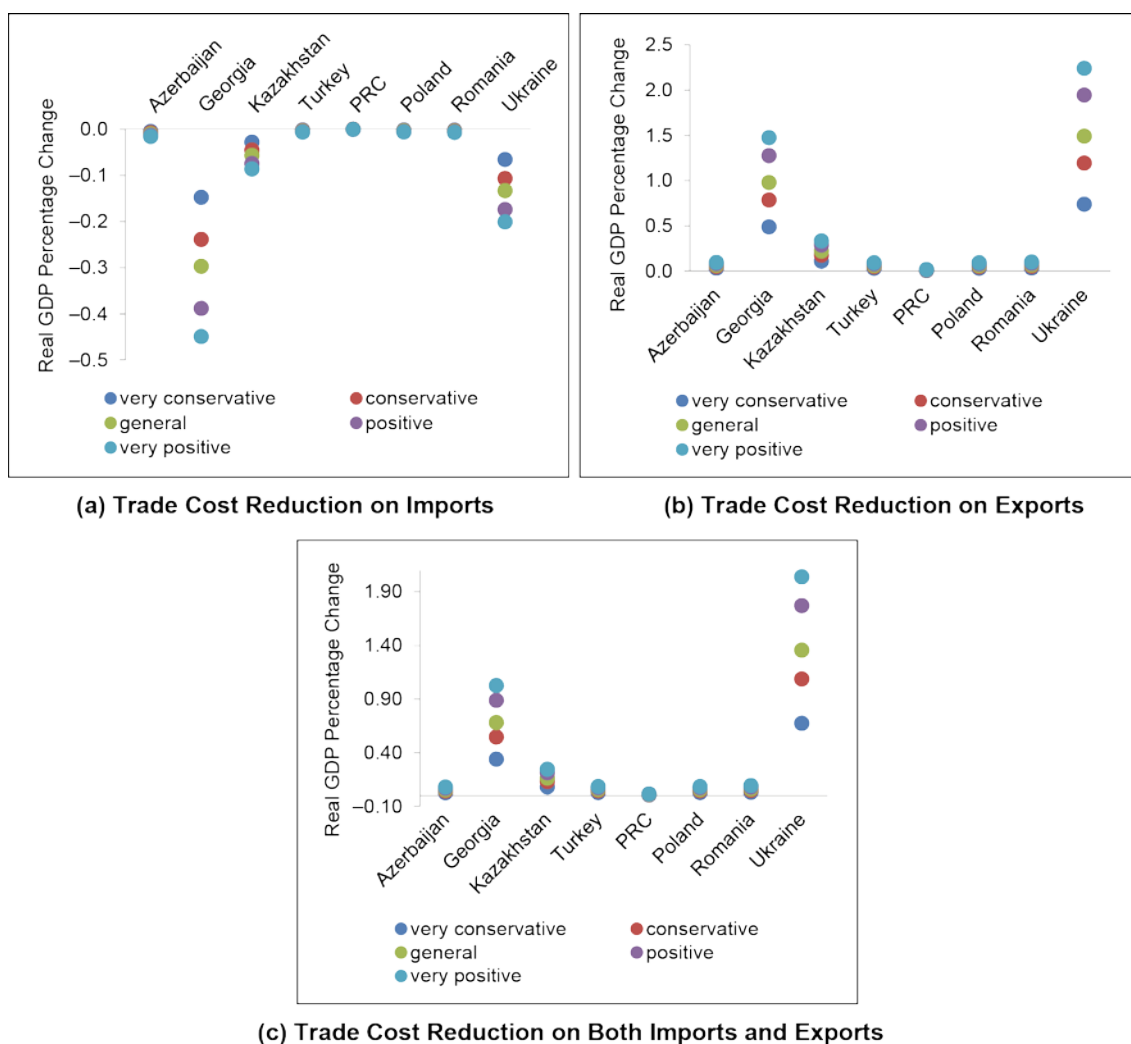 Azerbaijan
Georgia
Kazakhstan
Turkey
PRC
Poland
Romania
Ukraine
Real GDP Percentage Change
0.0
–0.1
–0.2
–0.3
–0.4
–0.5
very conservative
conservative
general
positive
very positive
(a) Trade Cost Reduction on Imports
Real GDP Percentage Change
2.5
2.0
1.5
1.0
0.5
0.0
Azerbaijan
Georgia
Kazakhstan
Turkey
PRC
Poland
Romania
Ukraine
very conservative
conservative
general
positive
very positive
(b) Trade Cost Reduction on Exports
Real GDP Percentage Change
1.90
1.40
0.90
0.40
–0.10
Azerbaijan
Georgia
Kazakhstan
Turkey
PRC
Poland
Romania
Ukraine
very conservative
conservative
general
positive
very positive
(c) Trade Cost Reduction on Both Imports and Exports